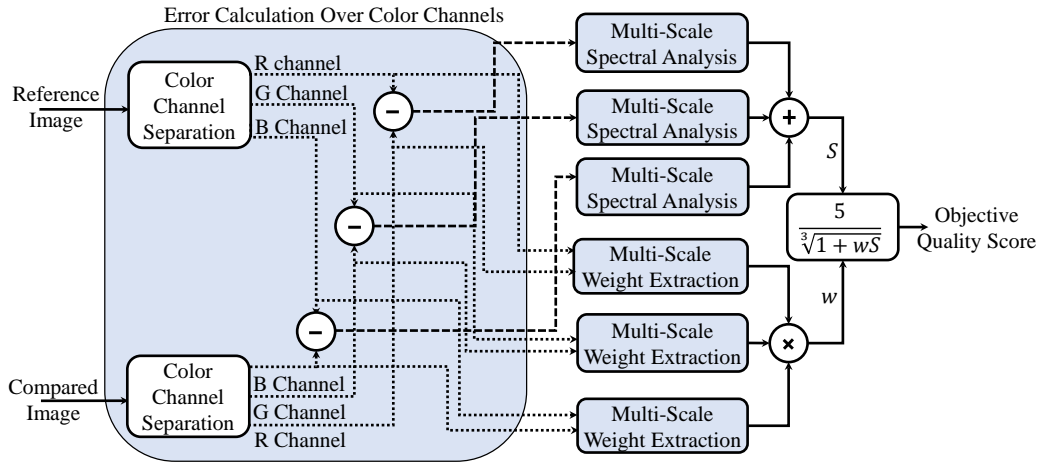 Error Calculation Over Color Channels
Reference
Image
Color
Channel
Separation
R channel
G Channel
B Channel
−
−
−
Compared
Image
Color
Channel
Separation
B Channel
G Channel
R Channel
Multi-Scale
Spectral Analysis
Multi-Scale
Spectral Analysis
Multi-Scale
Spectral Analysis
+
S
Multi-Scale
Weight Extraction
Multi-Scale
Weight Extraction
Multi-Scale
Weight Extraction
×
w
5
∛1 + wS
Objective
Quality Score